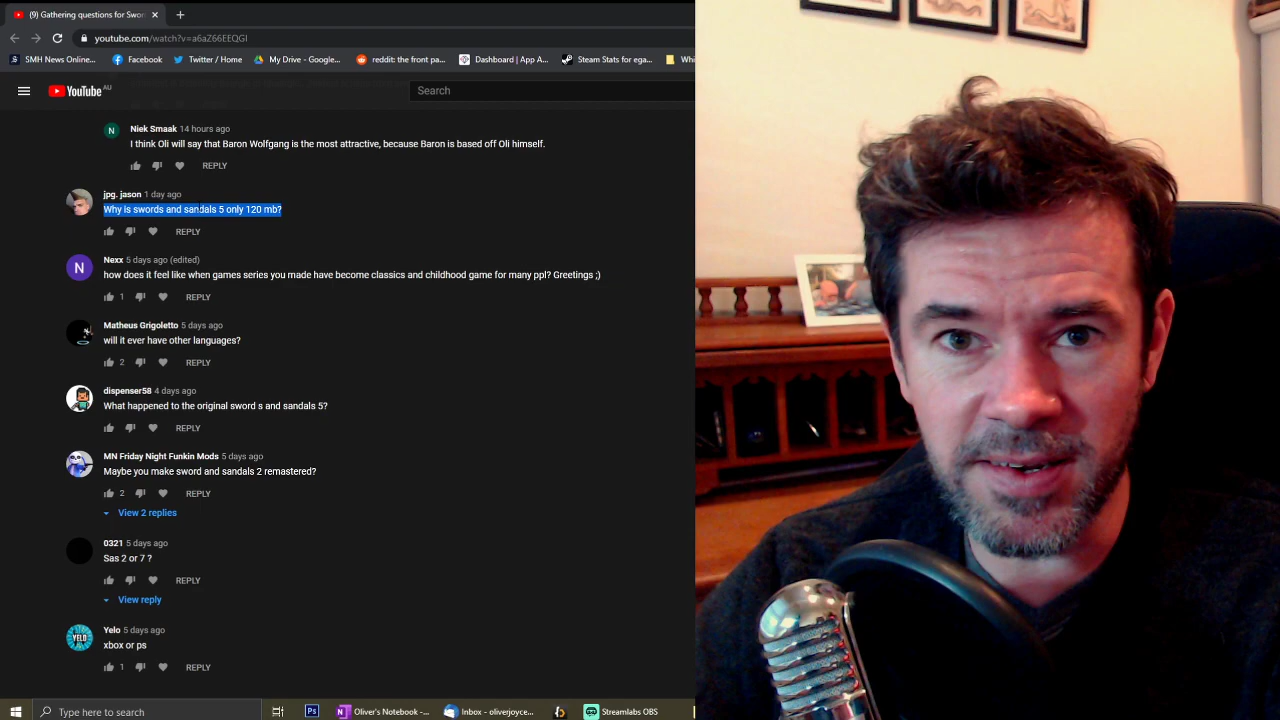 (9) Gathering questions for Swor
youtube.com/watch?v=a6aZ66EEQGI
SMH News Online... Facebook Twitter / Home My Drive - Google... reddit: the front pa... Dashboard | App A... Steam Stats for ega... Whi
YouTube AU Search
N Niek Smaak 14 hours ago
I think Oli will say that Baron Wolfgang is the most attractive, because Baron is based off Oli himself.
REPLY
jpg. jason 1 day ago
Why is swords and sandals 5 only 120 mb?
REPLY
N Nexx 5 days ago (edited)
how does it feel like when games series you made have become classics and childhood game for many ppl? Greetings ;)
1 REPLY
Matheus Grigoletto 5 days ago
will it ever have other languages?
2 REPLY
dispenser58 4 days ago
What happened to the original sword s and sandals 5?
REPLY
MN Friday Night Funkin Mods 5 days ago
Maybe you make sword and sandals 2 remastered?
2 REPLY
View 2 replies
0321 5 days ago
Sas 2 or 7 ?
REPLY
View reply
YELO Yelo 5 days ago
xbox or ps
1 REPLY
Type here to search Ps N Oliver's Notebook -... Inbox - oliverjoyce... Streamlabs OBS